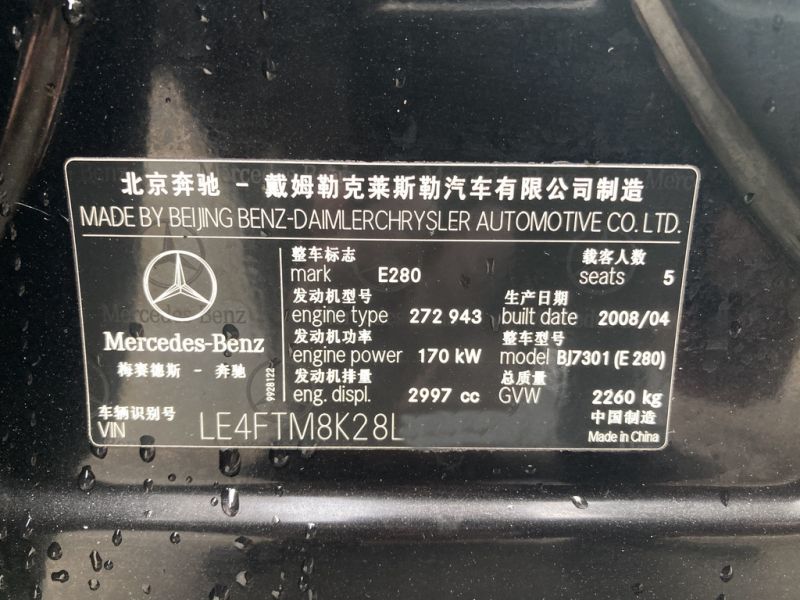 北京奔驰 - 戴姆勒克莱斯勒汽车有限公司制造
MADE BY BEIJING BENZ-DAIMLERCHRYSLER AUTOMOTIVE CO. LTD.
Mercedes-Benz
梅赛德斯 - 奔驰
9928122
整车标志 载客人数
mark E280 seats 5
发动机型号 生产日期
engine type 272 943 built date 2008/04
发动机功率 整车型号
engine power 170 kW model BJ7301 (E 280)
发动机排量 总质量
eng. displ. 2997 cc GVW 2260 kg
车辆识别号 中国制造
VIN LE4FTM8K28L Made in China